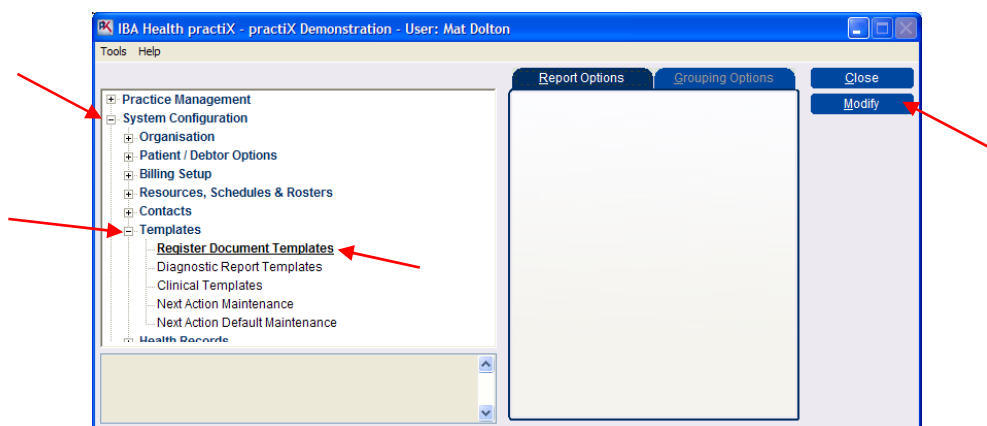 IBA Health practiX - practiX Demonstration - User: Mat Dolton
Tools Help
Report Options Grouping Options Close
Modify
Practice Management
System Configuration
Organisation
Patient / Debtor Options
Billing Setup
Resources, Schedules & Rosters
Contacts
Templates
Register Document Templates
Diagnostic Report Templates
Clinical Templates
Next Action Maintenance
Next Action Default Maintenance
Health Records